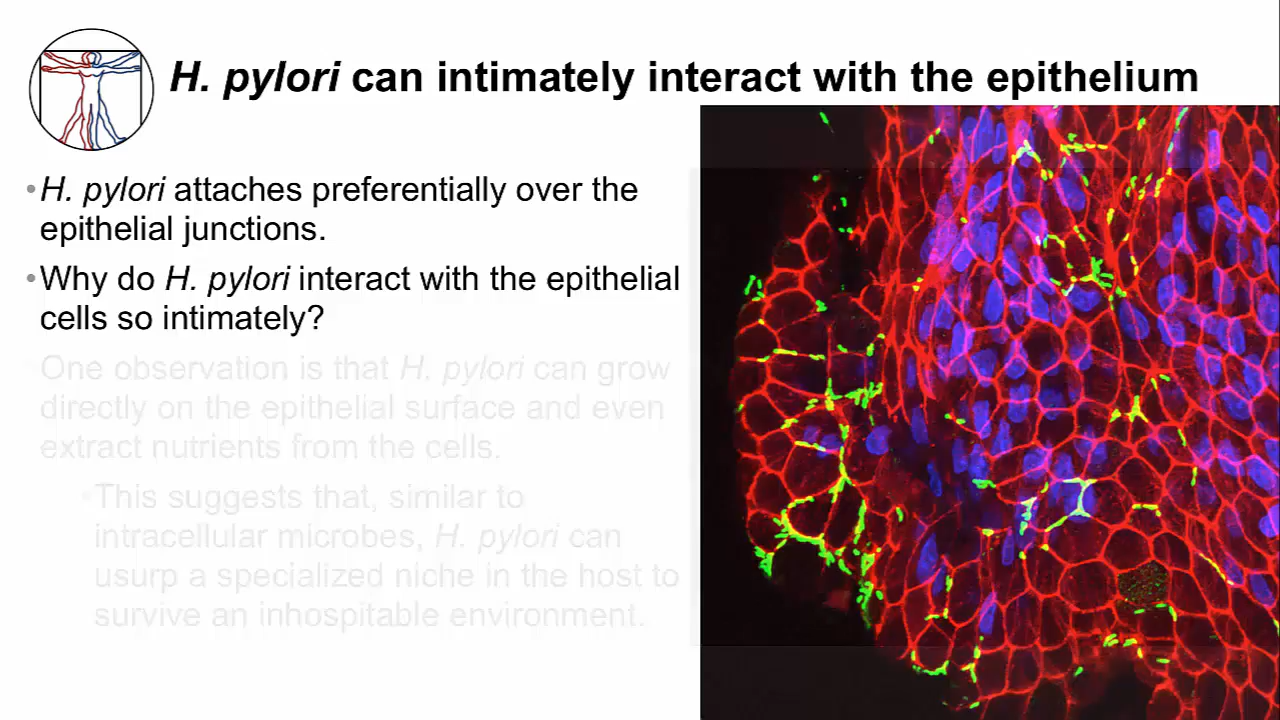 H. pylori can intimately interact with the epithelium
•H. pylori attaches preferentially over the
epithelial junctions.
•Why do H. pylori interact with the epithelial
cells so intimately?
One observation is that H. pylori can grow
directly on the epithelial surface and even
extract nutrients from the cells.
•This suggests that, similar to
intracellular microbes, H. pylori can
usurp a specialized niche in the host to
survive an inhospitable environment.